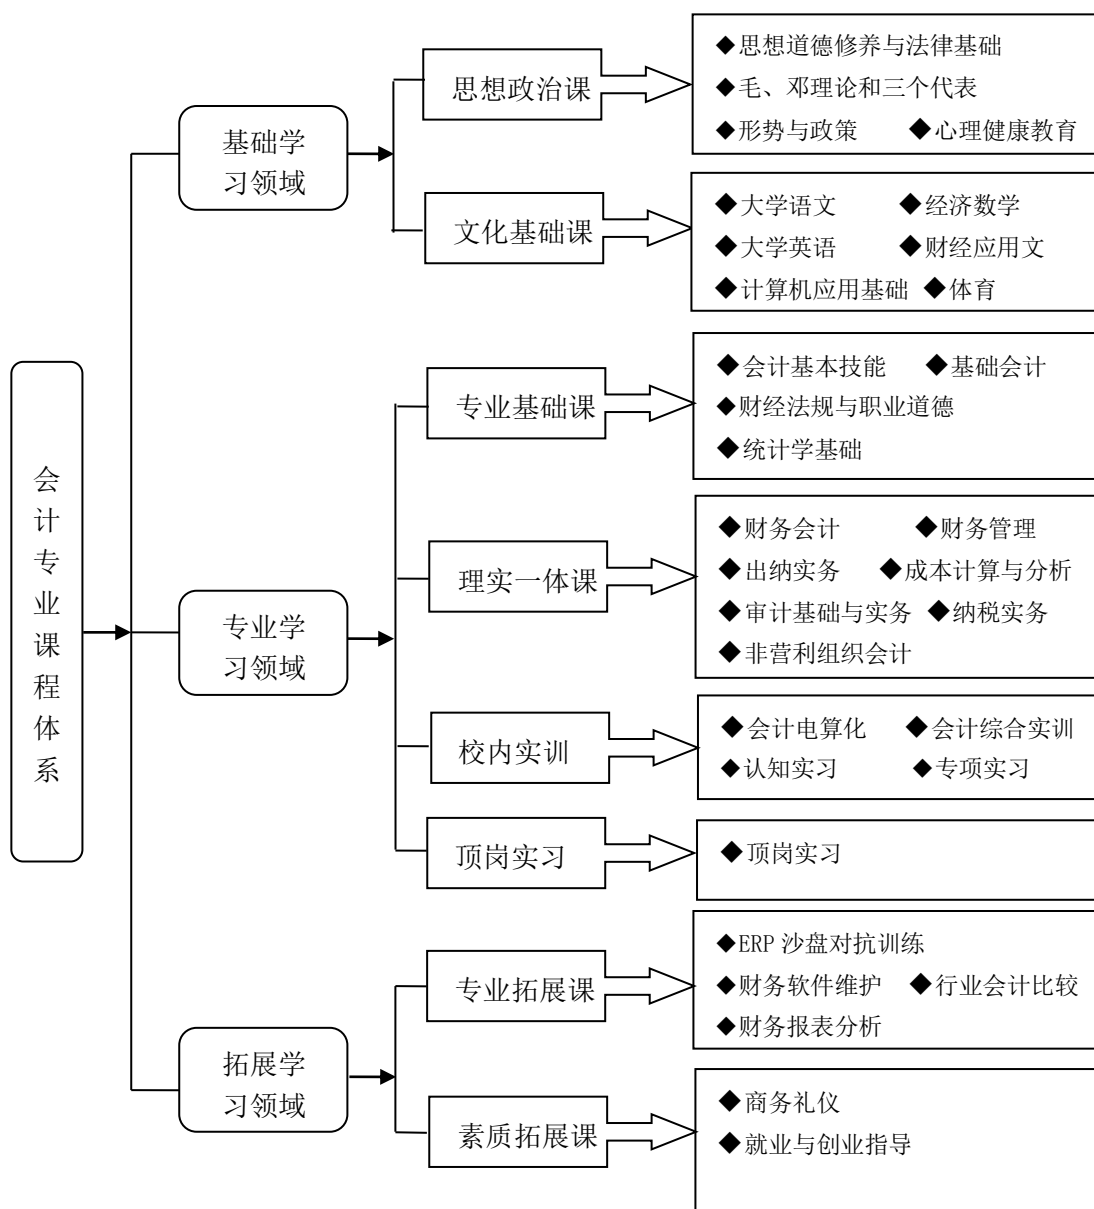 会计专业课程体系
基础学
习领域
思想政治课
◆思想道德修养与法律基础
◆毛、邓理论和三个代表
◆形势与政策 ◆心理健康教育
文化基础课
◆大学语文 ◆经济数学
◆大学英语 ◆财经应用文
◆计算机应用基础 ◆体育
专业学
习领域
专业基础课
◆会计基本技能 ◆基础会计
◆财经法规与职业道德
◆统计学基础
理实一体课
◆财务会计 ◆财务管理
◆出纳实务 ◆成本计算与分析
◆审计基础与实务 ◆纳税实务
◆非营利组织会计
校内实训
◆会计电算化 ◆会计综合实训
◆认知实习 ◆专项实习
顶岗实习
◆顶岗实习
拓展学
习领域
专业拓展课
◆ERP 沙盘对抗训练
◆财务软件维护 ◆行业会计比较
◆财务报表分析
素质拓展课
◆商务礼仪
◆就业与创业指导